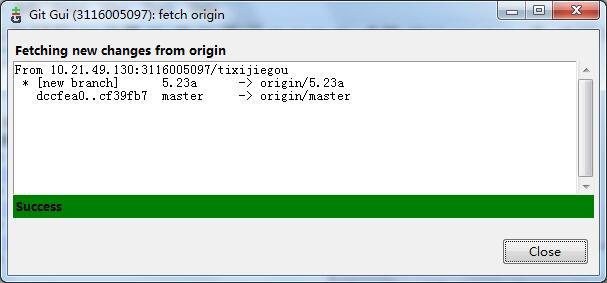 Git Gui (3116005097): fetch origin
Fetching new changes from origin
From 10.21.49.130:3116005097/tixijiegou
* [new branch] 5.23a -> origin/5.23a
dccfea0..cf39fb7 master -> origin/master
Success
Close